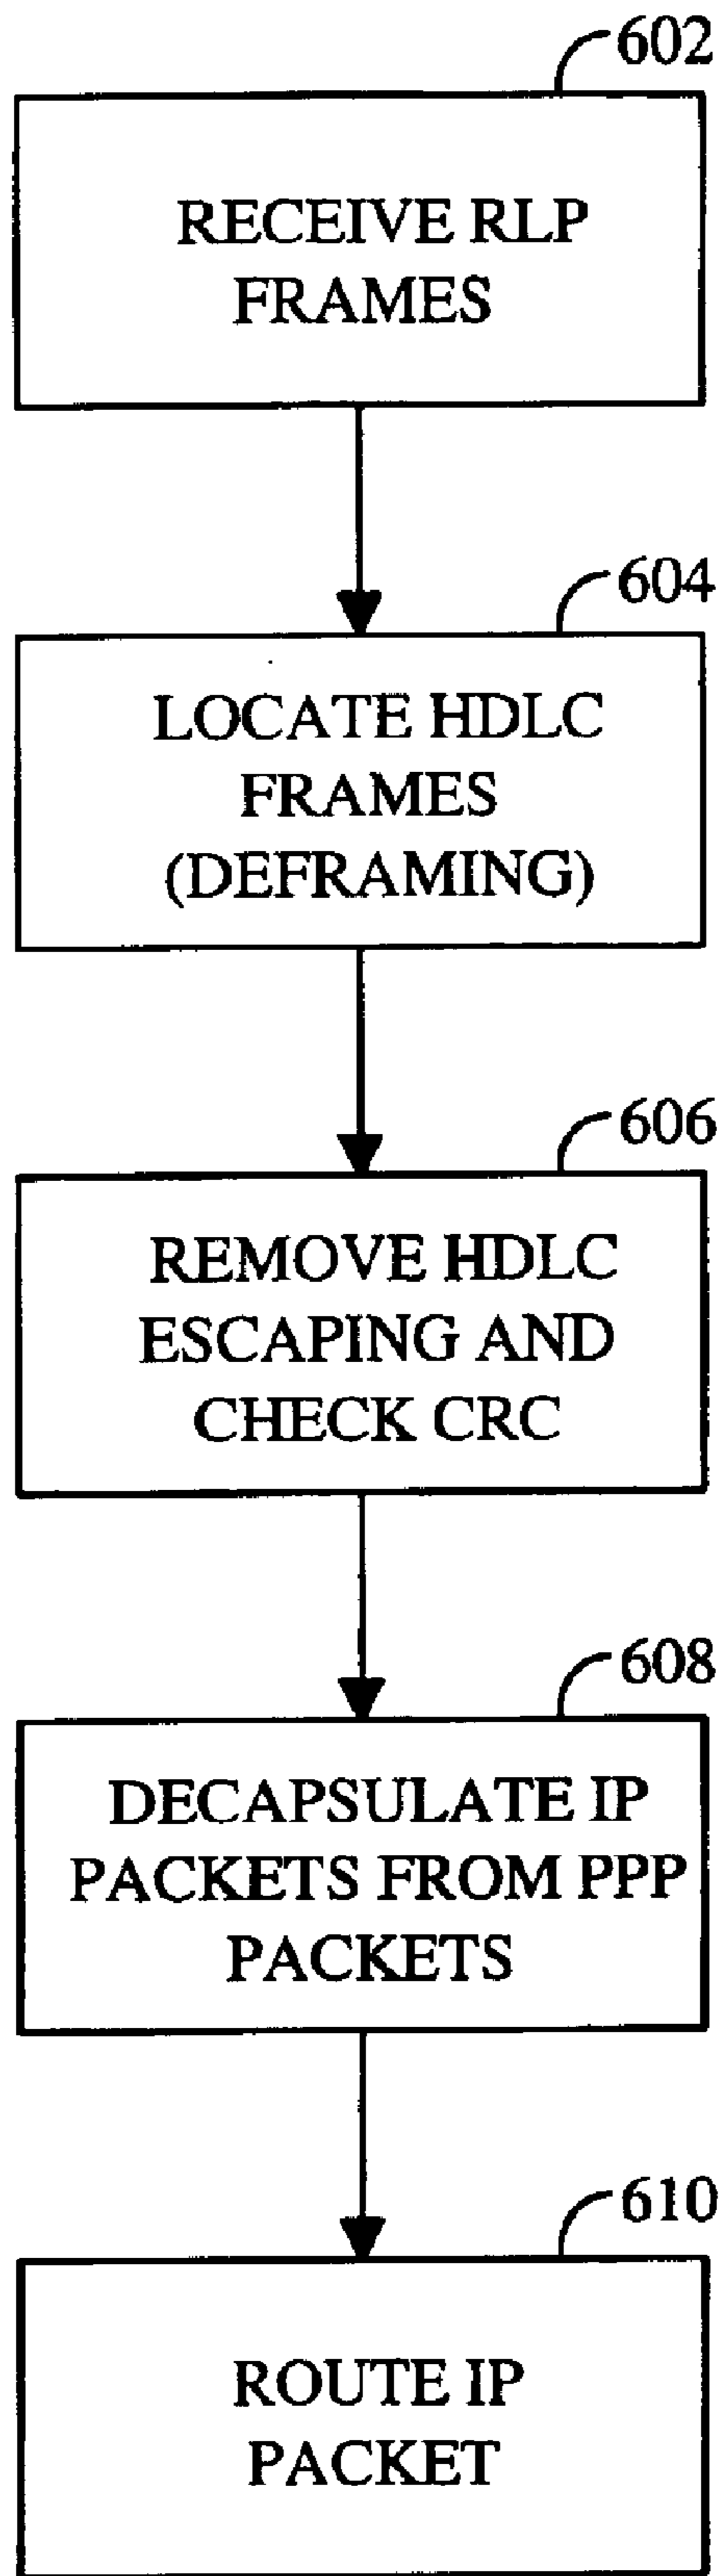 602
RECEIVE RLP
FRAMES
604
LOCATE HDLC
FRAMES
(DEFRAMING)
606
REMOVE HDLC
ESCAPING AND
CHECK CRC
608
DECAPSULATE IP
PACKETS FROM PPP
PACKETS
610
ROUTE IP
PACKET